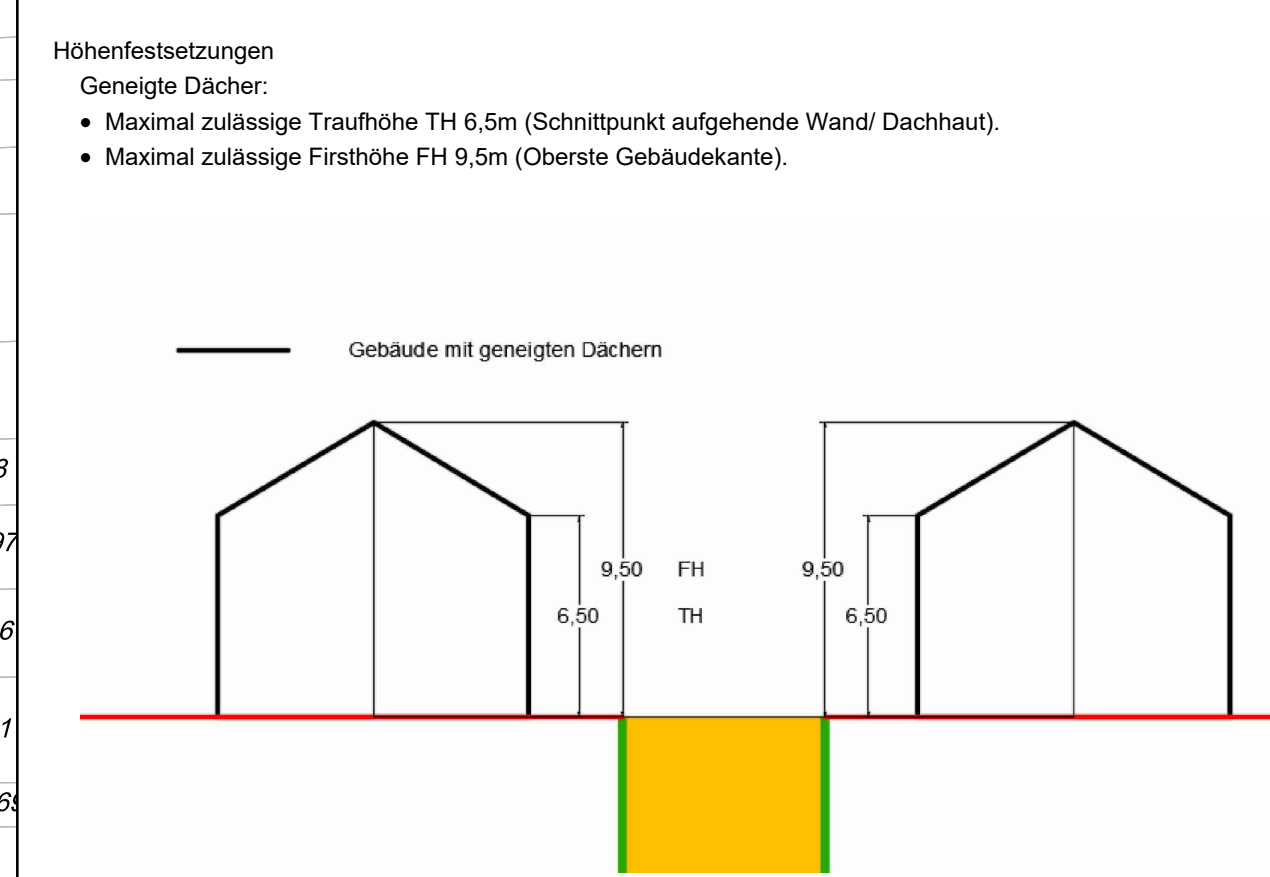 Höhenfestsetzungen
Geneigte Dächer:
• Maximal zulässige Traufhöhe TH 6,5m (Schnittpunkt aufgehende Wand/ Dachhaut).
• Maximal zulässige Firsthöhe FH 9,5m (Oberste Gebäudekante).
Gebäude mit geneigten Dächern
9,50 FH 9,50
6,50 TH 6,50